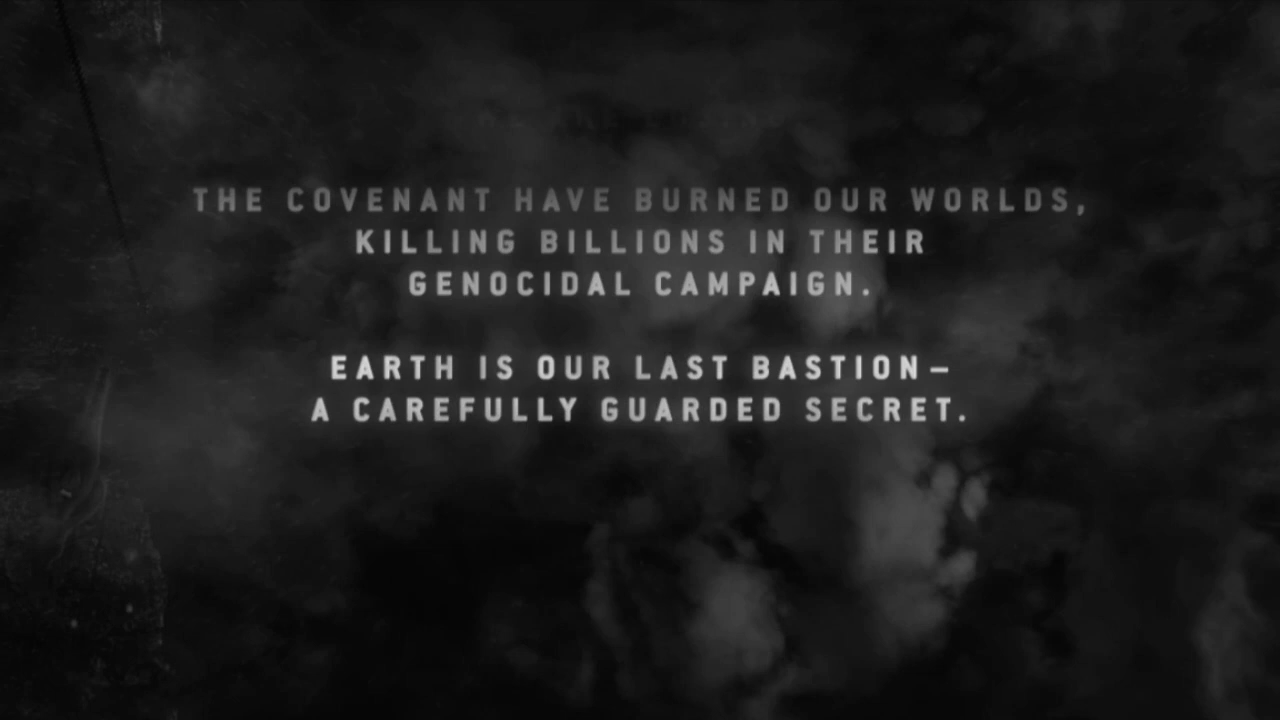 THE COVENANT HAVE BURNED OUR WORLDS,
KILLING BILLIONS IN THEIR
GENOCIDAL CAMPAIGN.
EARTH IS OUR LAST BASTION–
A CAREFULLY GUARDED SECRET.